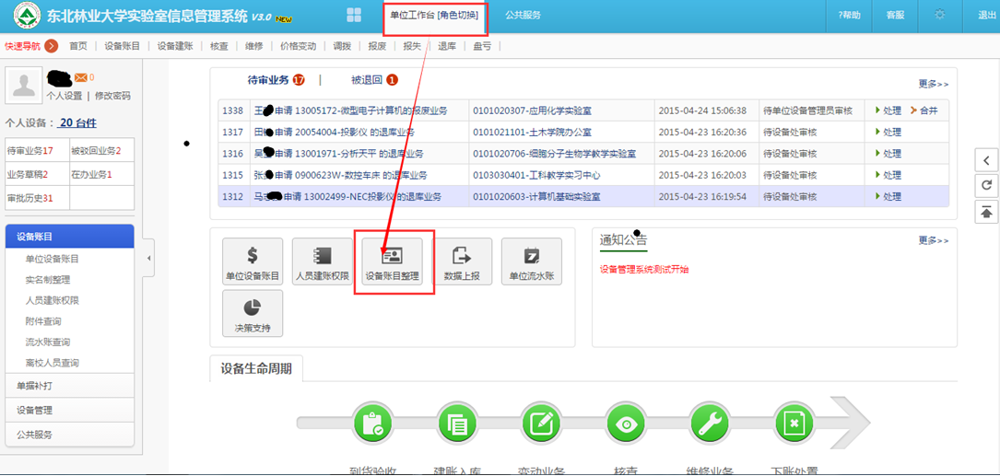 东北林业大学实验室信息管理系统 V3.0 NEW 单位工作台 [角色切换] 公共服务 ?帮助 客服 退出
快速导航 首页 | 设备账目 | 设备建账 | 核查 | 维修 | 价格变动 | 调拨 | 报废 | 报失 | 退库 | 盘亏 |
0
个人设置 | 修改密码
个人设备： 20 台件
待审业务17 被驳回业务2
业务草稿2 在办业务1
审批历史31
设备账目
单位设备账目
实名制整理
人员建账权限
附件查询
流水账查询
离校人员查询
单据补打
设备管理
公共服务
待审业务 17 | 被退回 1 更多>>
1338 王 申请 13005172-微型电子计算机的报废业务 0101020307-应用化学实验室 2015-04-24 15:06:38 待单位设备管理员审核 处理 合并
1317 田 申请 20054004-投影仪 的退库业务 0101021101-土木学院办公室 2015-04-23 16:20:36 待设备处审核 处理
1316 吴 申请 13001971-分析天平 的退库业务 0101020706-细胞分子生物学教学实验室 2015-04-23 16:20:06 待设备处审核 处理
1315 张 申请 0900623W-数控车床 的退库业务 0103030401-工科教学实习中心 2015-04-23 16:20:03 待设备处审核 处理
1312 马 申请 13002499-NEC投影仪 的退库业务 0101020603-计算机基础实验室 2015-04-23 16:19:54 待设备处审核 处理
单位设备账目 人员建账权限 设备账目整理 数据上报 单位流水账
决策支持
通知公告 更多>>
设备管理系统测试开始
设备生命周期
到货验收 建账入库 变动业务 核查 维修业务 下账处置